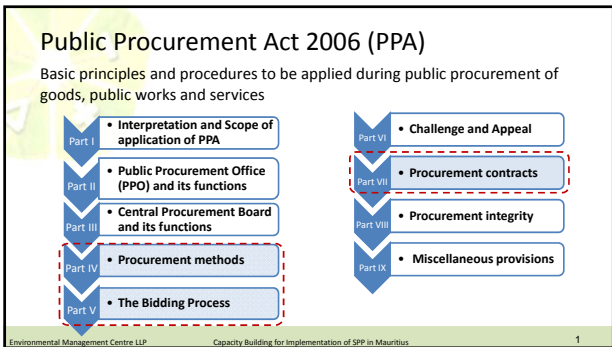 Public Procurement Act 2006 (PPA)
Basic principles and procedures to be applied during public procurement of
goods, public works and services
Part I
• Interpretation and Scope of
application of PPA
Part II
• Public Procurement Office
(PPO) and its functions
Part III
• Central Procurement Board
and its functions
Part IV
• Procurement methods
Part V
• The Bidding Process
Part VI
• Challenge and Appeal
Part VII
• Procurement contracts
Part VIII
• Procurement integrity
Part IX
• Miscellaneous provisions
Environmental Management Centre LLP
Capacity Building for Implementation of SPP in Mauritius
1